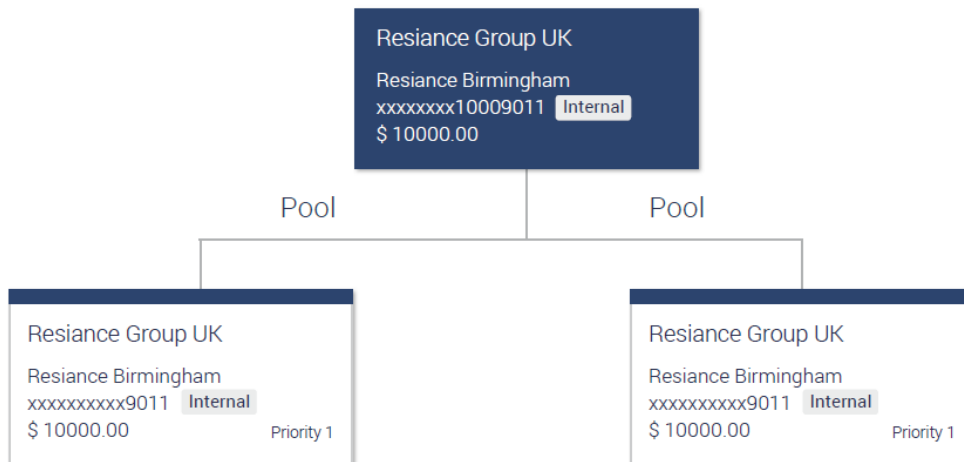 Resiance Group UK
Resiance Birmingham
xxxxxxxx10009011 Internal
$ 10000.00
Pool
Pool
Resiance Group UK
Resiance Birmingham
xxxxxxxxxx9011 Internal
$ 10000.00 Priority 1
Resiance Group UK
Resiance Birmingham
xxxxxxxxxx9011 Internal
$ 10000.00 Priority 1